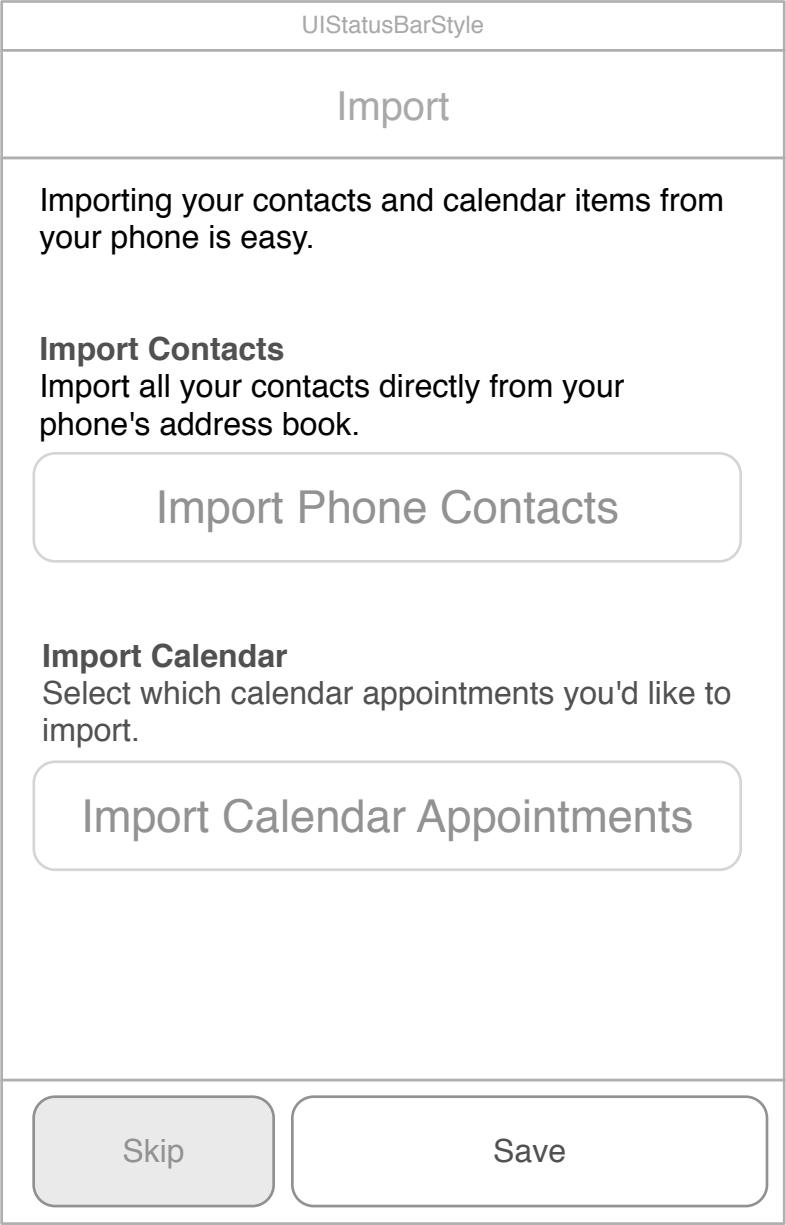 UIStatusBarStyle
Import
Importing your contacts and calendar items from
your phone is easy.
Import Contacts
Import all your contacts directly from your
phone's address book.
Import Phone Contacts
Import Calendar
Select which calendar appointments you'd like to
import.
Import Calendar Appointments
Skip
Save